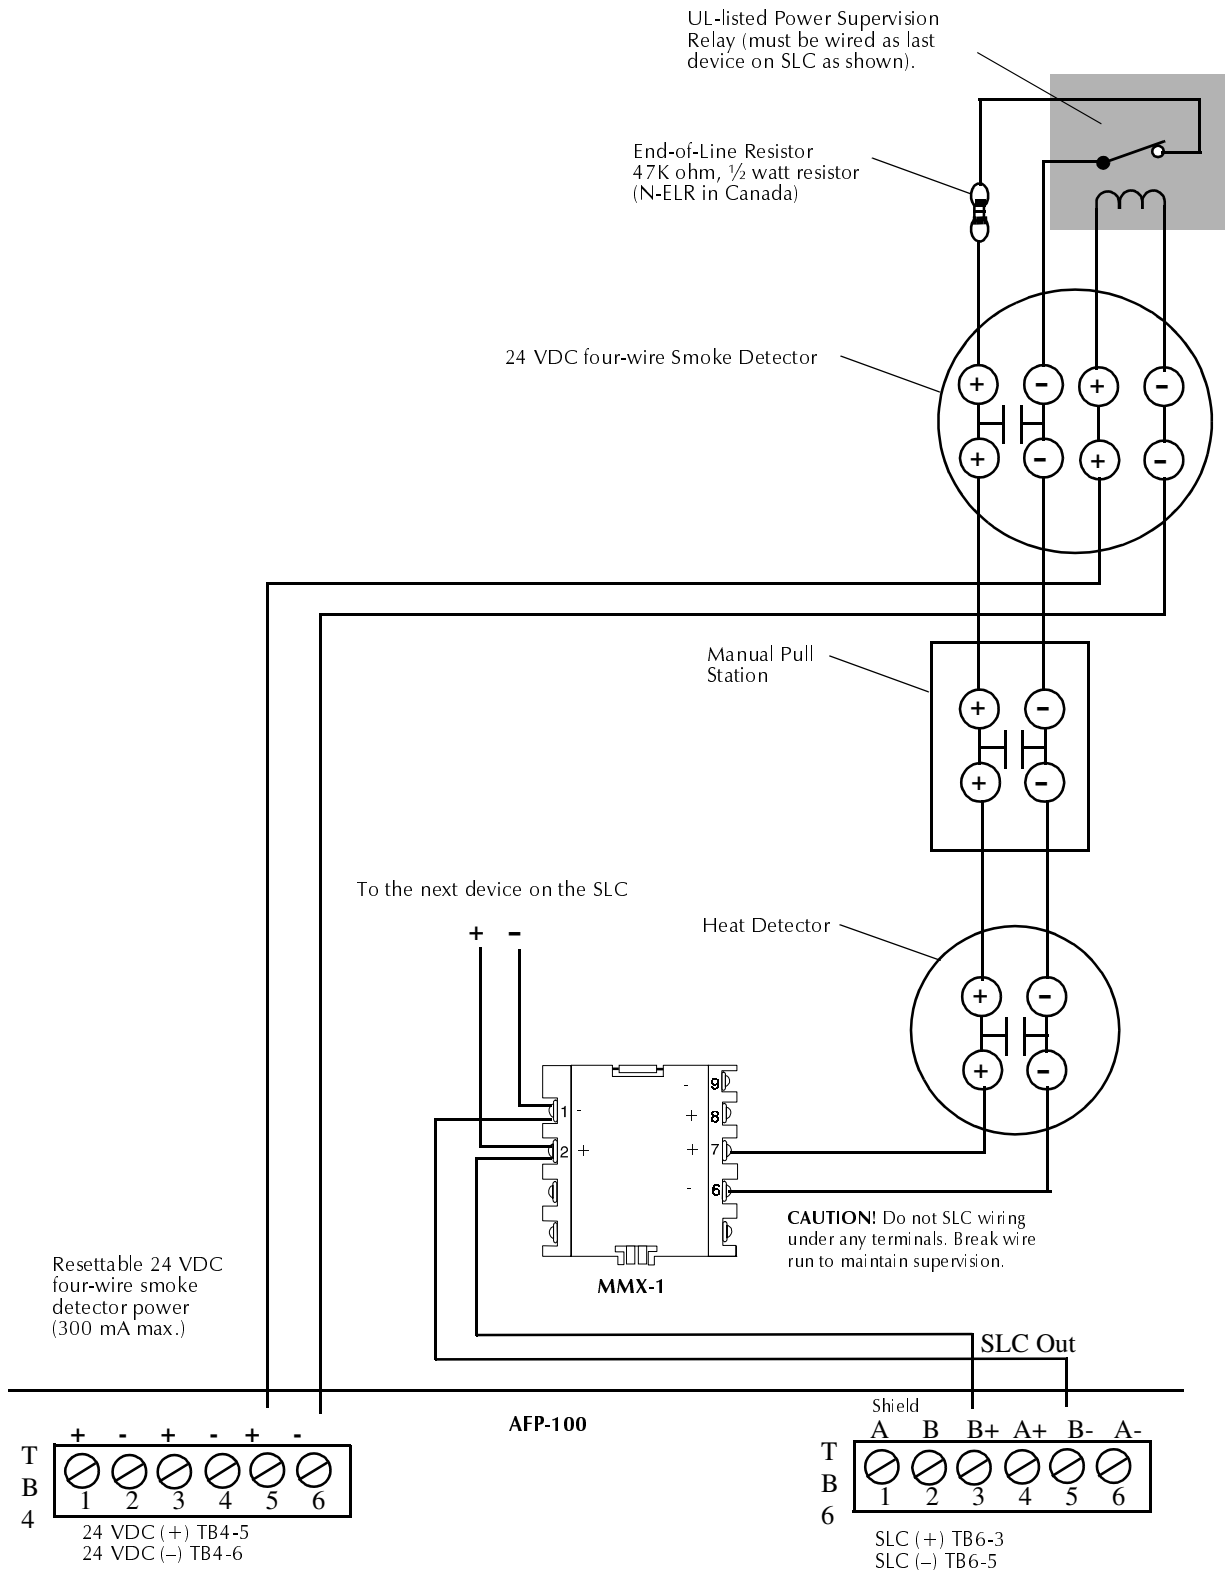 UL-listed Power Supervision
Relay (must be wired as last
device on SLC as shown).
End-of-Line Resistor
47K ohm, ½ watt resistor
(N-ELR in Canada)
24 VDC four-wire Smoke Detector
+ - + -
+ - + -
Manual Pull
Station
+ -
+ -
To the next device on the SLC
+ -
Heat Detector
+ -
+ -
- 9
1 - + 8
2 + + 7
- 6
CAUTION! Do not SLC wiring
under any terminals. Break wire
run to maintain supervision.
MMX-1
Resettable 24 VDC
four-wire smoke
detector power
(300 mA max.)
SLC Out
AFP-100
Shield
+ - + - + -
A B B+ A+ B- A-
T
B
4
1 2 3 4 5 6
T
B
6
1 2 3 4 5 6
24 VDC (+) TB4-5
24 VDC (–) TB4-6
SLC (+) TB6-3
SLC (–) TB6-5